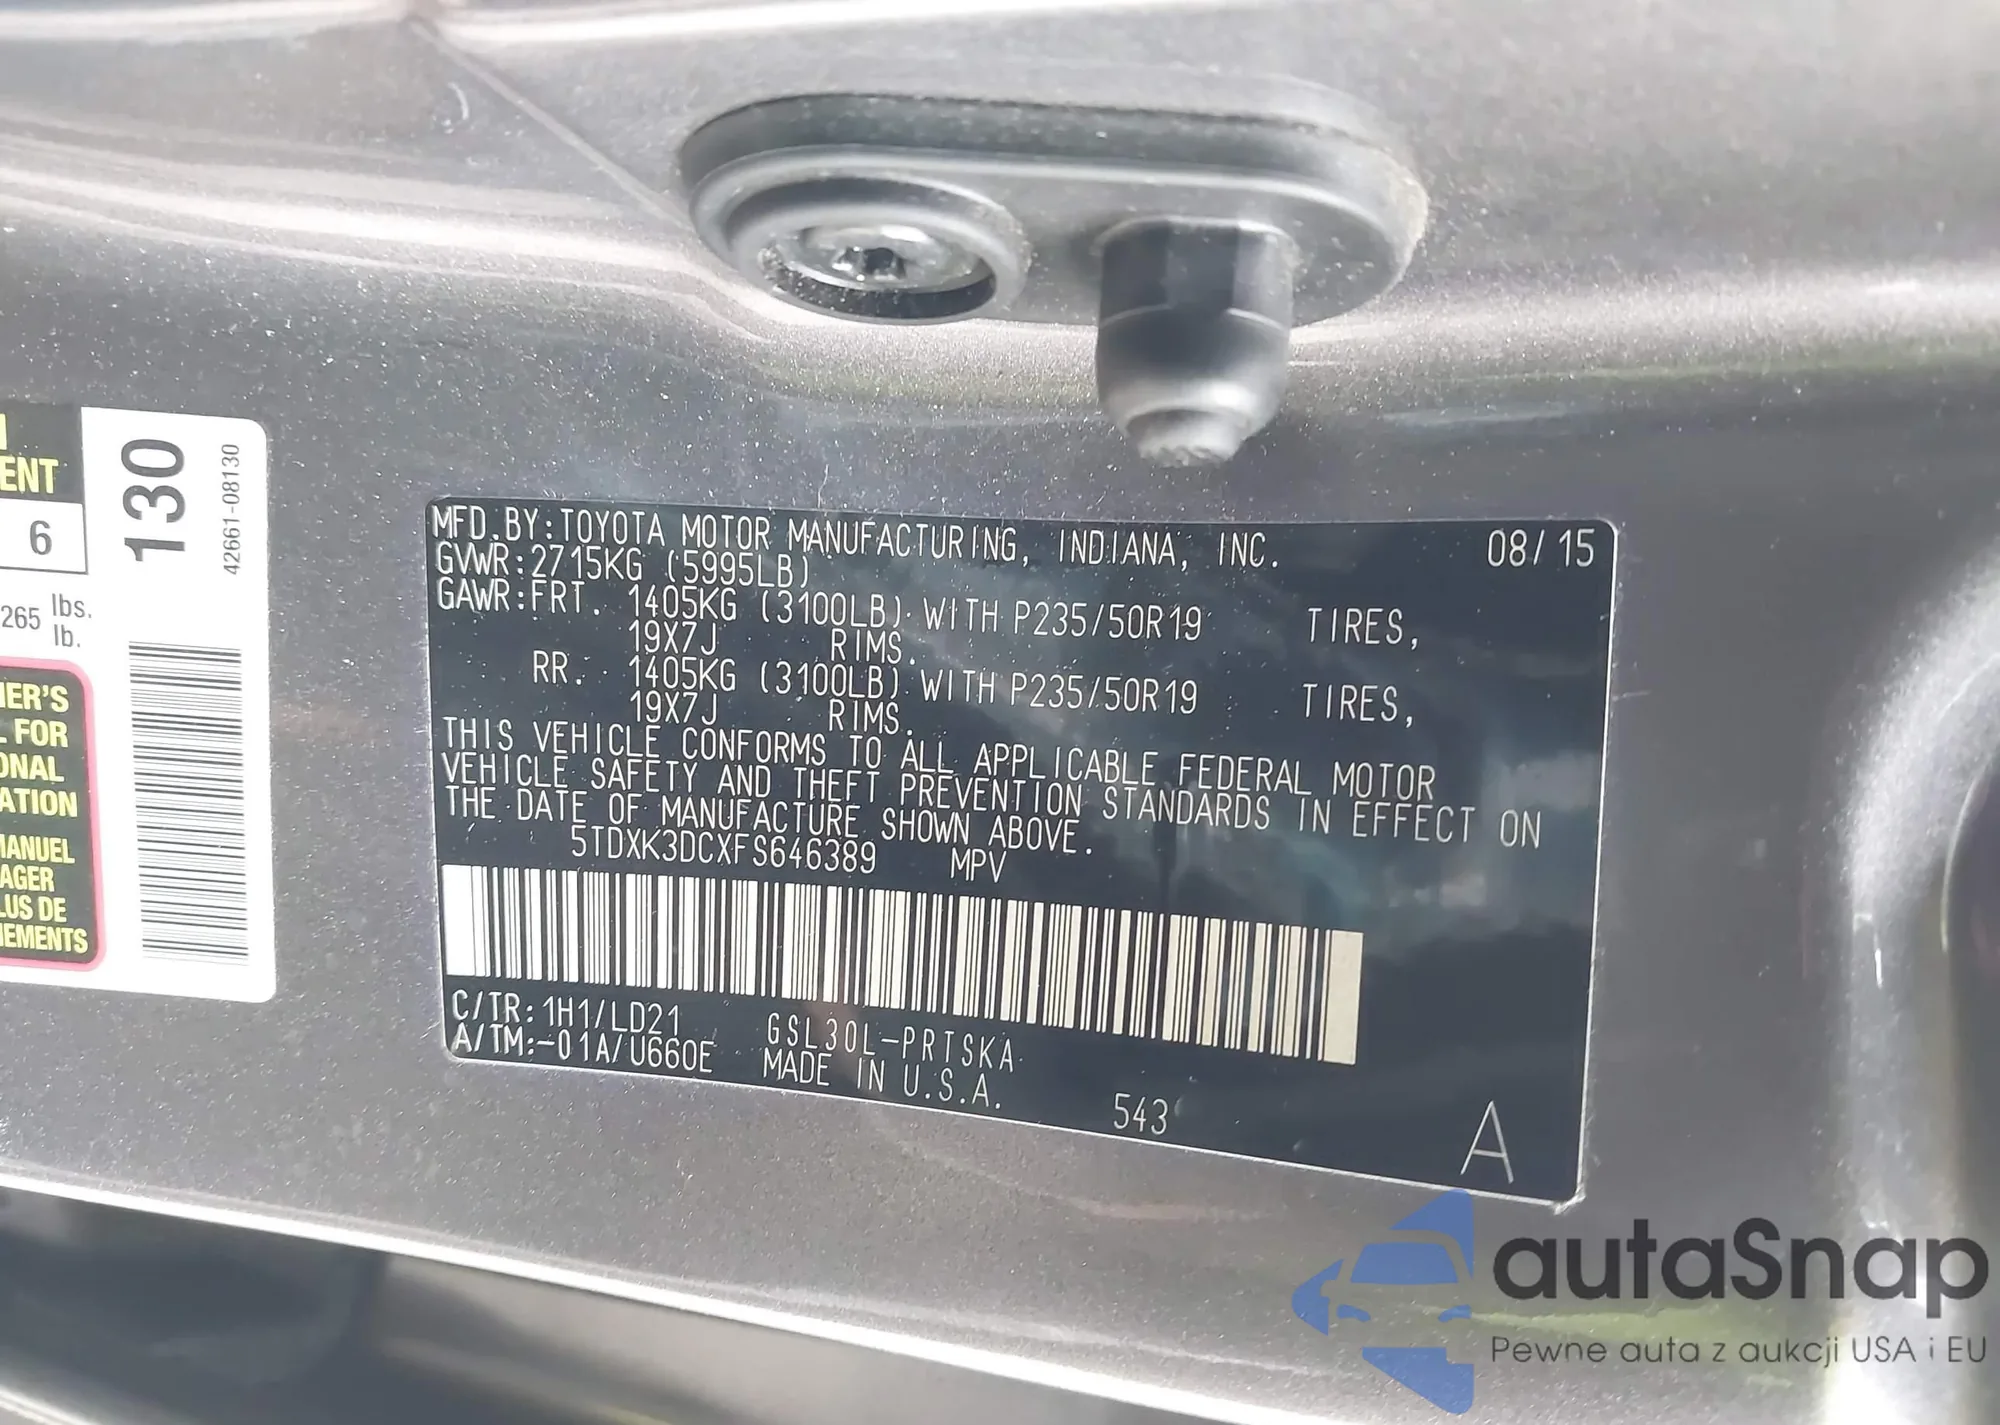 ENT
6
265 lbs.
lb.
130
42661-08130
FOR
MFD.BY:TOYOTA MOTOR MANUFACTURING, INDIANA, INC. 08/15
GVWR:2715KG (5995LB)
GAWR:FRT. 1405KG (3100LB) WITH P235/50R19 TIRES,
19X7J RIMS.
RR. 1405KG (3100LB) WITH P235/50R19 TIRES,
19X7J RIMS.
THIS VEHICLE CONFORMS TO ALL APPLICABLE FEDERAL MOTOR
VEHICLE SAFETY AND THEFT PREVENTION STANDARDS IN EFFECT ON
THE DATE OF MANUFACTURE SHOWN ABOVE.
5TDXK3DCXFS646389 MPV
C/TR:1H1/LD21 GSL30L-PRTSKA
A/TM:-01A/U660E MADE IN U.S.A.
543
A
autaSnap
Pewne auta z aukcji USA i EU